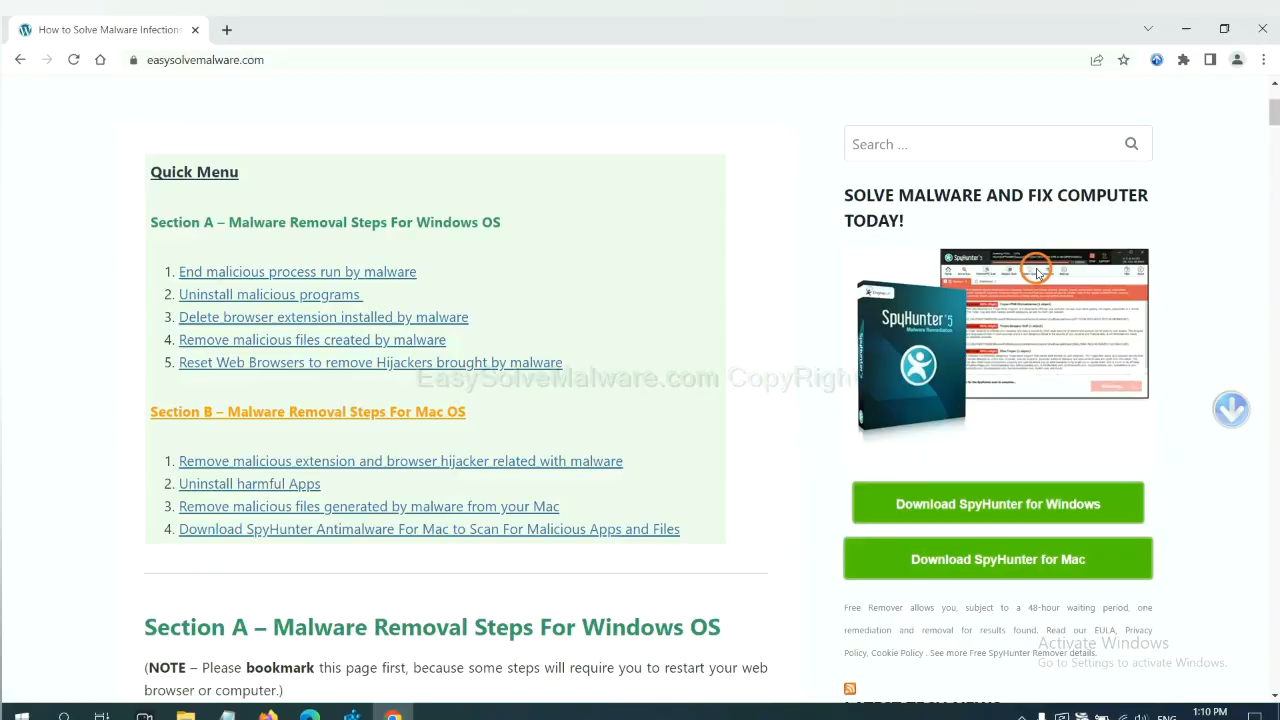 How to Solve Malware Infections
easysolvemalware.com
Quick Menu
Section A – Malware Removal Steps For Windows OS
1. End malicious process run by malware
2. Uninstall malicious programs
3. Delete browser extension installed by malware
4. Remove malicious files created by malware
5. Reset Web Browser to remove Hijackers brought by malware
Section B – Malware Removal Steps For Mac OS
1. Remove malicious extension and browser hijacker related with malware
2. Uninstall harmful Apps
3. Remove malicious files generated by malware from your Mac
4. Download SpyHunter Antimalware For Mac to Scan For Malicious Apps and Files
Section A – Malware Removal Steps For Windows OS
(NOTE – Please bookmark this page first, because some steps will require you to restart your web
browser or computer.)
Search …
SOLVE MALWARE AND FIX COMPUTER
TODAY!
SpyHunter 5
SpyHunter 5
Malware Remediation
Download SpyHunter for Windows
Download SpyHunter for Mac
Free Remover allows you, subject to a 48-hour waiting period, one
remediation and removal for results found. Read our EULA, Privacy
Policy, Cookie Policy . See more Free SpyHunter Remover details.
Activate Windows
Go to Settings to activate Windows.
LATEST TECH NEWS
EasySolveMalware.com CopyRigh
ENG
1:10 PM